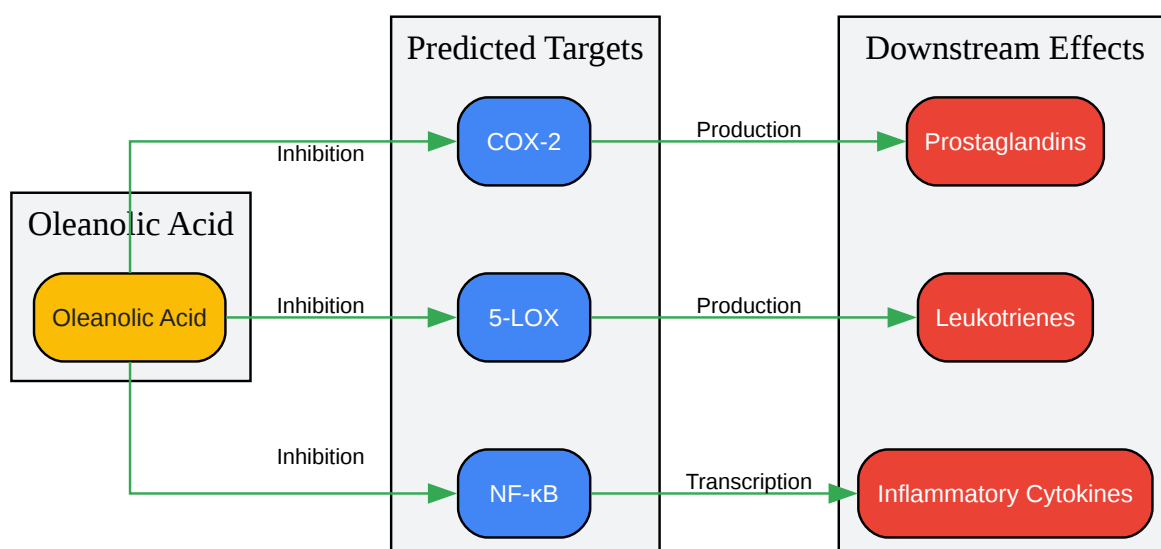 Predicted Targets
Downstream Effects
COX-2
Production
Prostaglandins
Inhibition
Oleanolic Acid
Oleanolic Acid
Inhibition
5-LOX
Production
Leukotrienes
Inhibition
NF-κB
Transcription
Inflammatory Cytokines